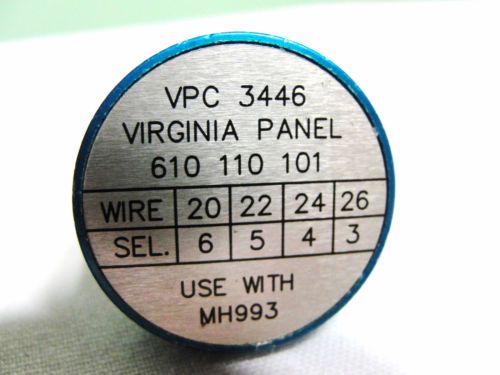 VPC 3446
VIRGINIA PANEL
610 110 101
WIRE 20 22 24 26
SEL. 6 5 4 3
USE WITH
MH993